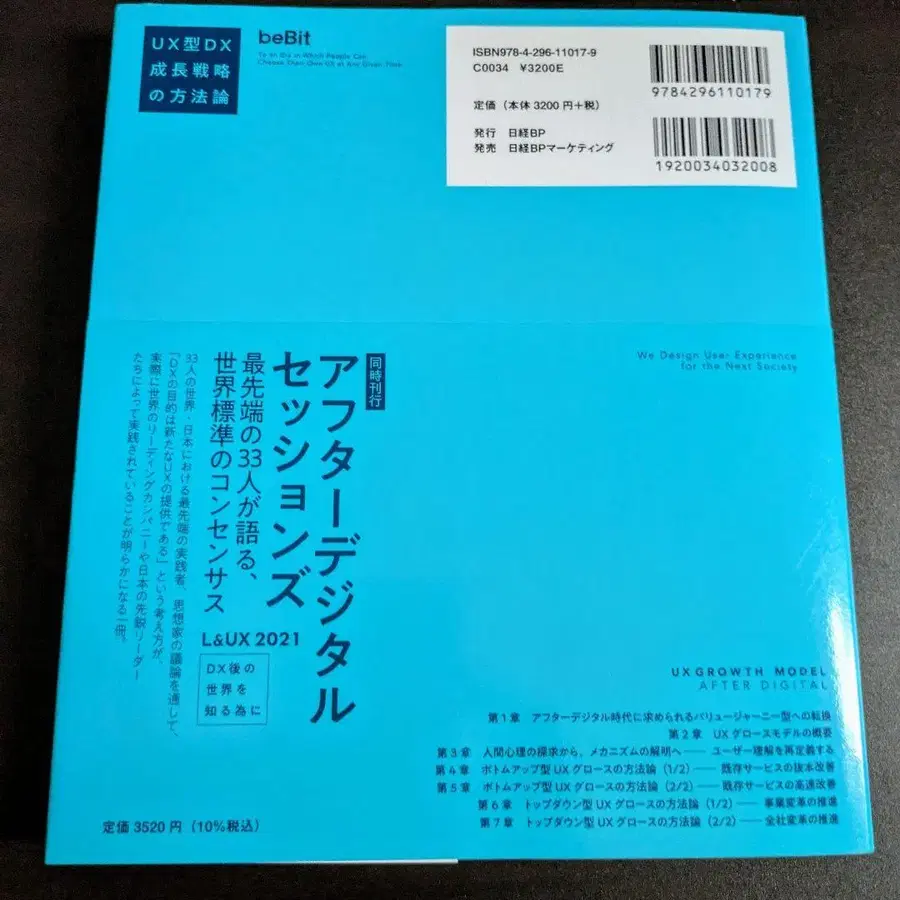 UX型DX
成長戦略
の方法論
beBit
To an Era in Which People Can
Choose Their Own UX at Any Given Time
ISBN978-4-296-11017-9
C0034 ¥3200E
定価（本体 3200 円+税）
発行 日経BP
発売 日経BPマーケティング
9784296110179
1920034032008
We Design User Experience
for the Next Society
同時刊行
アフターデジタル
セッションズ
最先端の33人が語る、
世界標準のコンセンサス
33人の世界・日本における最先端の実践者、思想家の議論を通して、
「DXの目的は新たなUXの提供である」という考え方が、
実際に世界のリーディングカンパニーや日本の先鋭リーダー
たちによって実践されていることが明らかになる一冊。
L&UX 2021
DX後の
世界を
知る為に
定価 3520 円（10%税込）
UX GROWTH MODEL
AFTER DIGITAL
第1章 アフターデジタル時代に求められるバリュージャーニー型への転換
第2章 UX グロースモデルの概要
第3章 人間心理の探求から、メカニズムの解明へ ── ユーザー理解を再定義する
第4章 ボトムアップ型 UX グロースの方法論（1/2）── 既存サービスの抜本改善
第5章 ボトムアップ型 UX グロースの方法論（2/2）── 既存サービスの高速改善
第6章 トップダウン型 UX グロースの方法論（1/2）── 事業変革の推進
第7章 トップダウン型 UX グロースの方法論（2/2）── 全社変革の推進